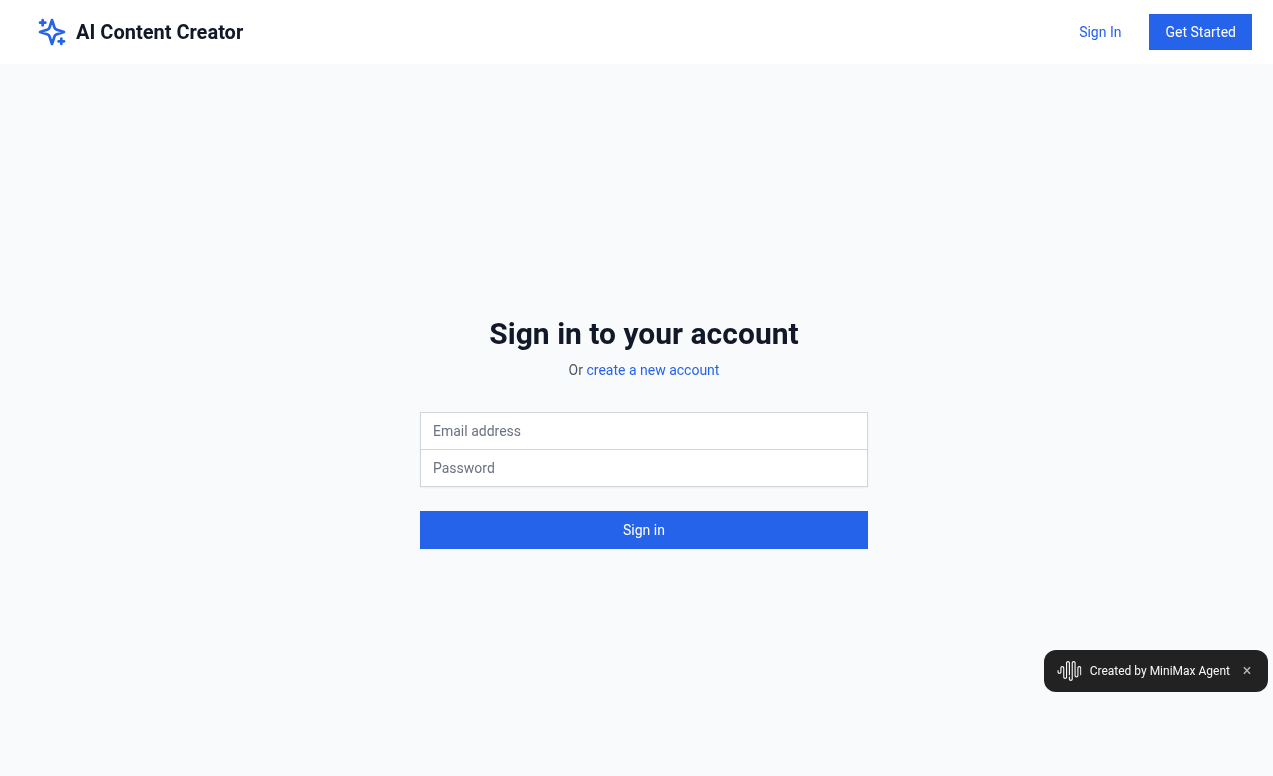 AI Content Creator
Sign In
Get Started
Sign in to your account
Or create a new account
Email address
Password
Sign in
Created by MiniMax Agent ×